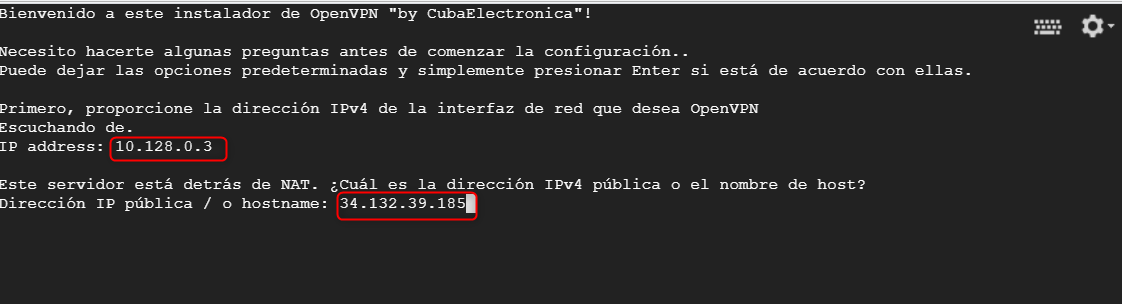 Bienvenido a este instalador de OpenVPN "by CubaElectronica"!
Necesito hacerte algunas preguntas antes de comenzar la configuración..
Puede dejar las opciones predeterminadas y simplemente presionar Enter si está de acuerdo con ellas.
Primero, proporcione la dirección IPv4 de la interfaz de red que desea OpenVPN
Escuchando de.
IP address: 10.128.0.3
Este servidor está detrás de NAT. ¿Cuál es la dirección IPv4 pública o el nombre de host?
Dirección IP pública / o hostname: 34.132.39.185